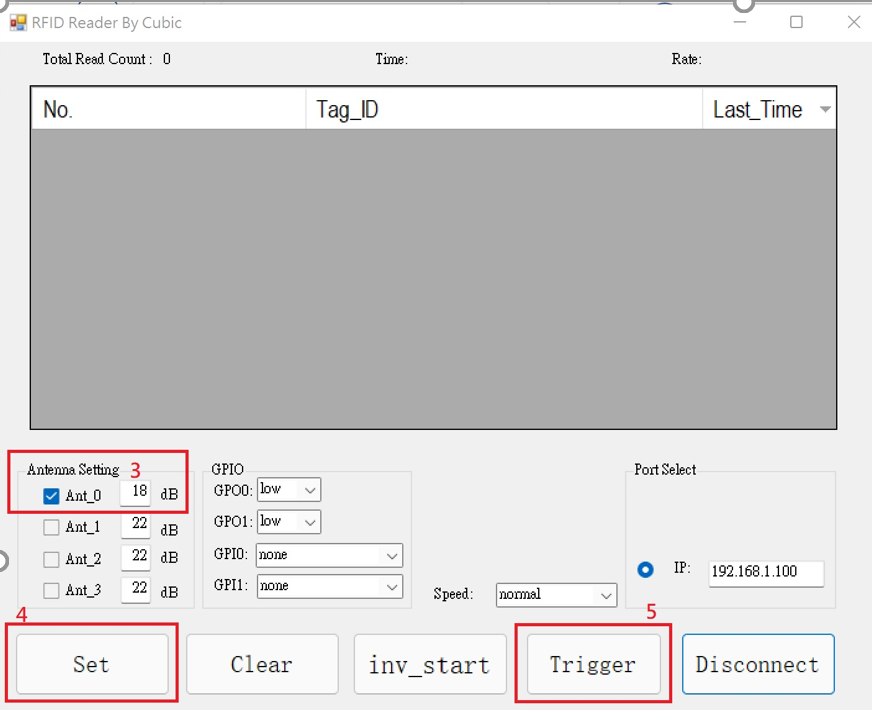 RFID Reader By Cubic
Total Read Count : 0 Time: Rate:
No. Tag_ID Last_Time
Antenna Setting 3 GPIO Port Select
Ant_0 18 dB GPO0: low
Ant_1 22 dB GPO1: low
Ant_2 22 dB GPI0: none IP: 192.168.1.100
Ant_3 22 dB GPI1: none Speed: normal
4 5
Set Clear inv_start Trigger Disconnect